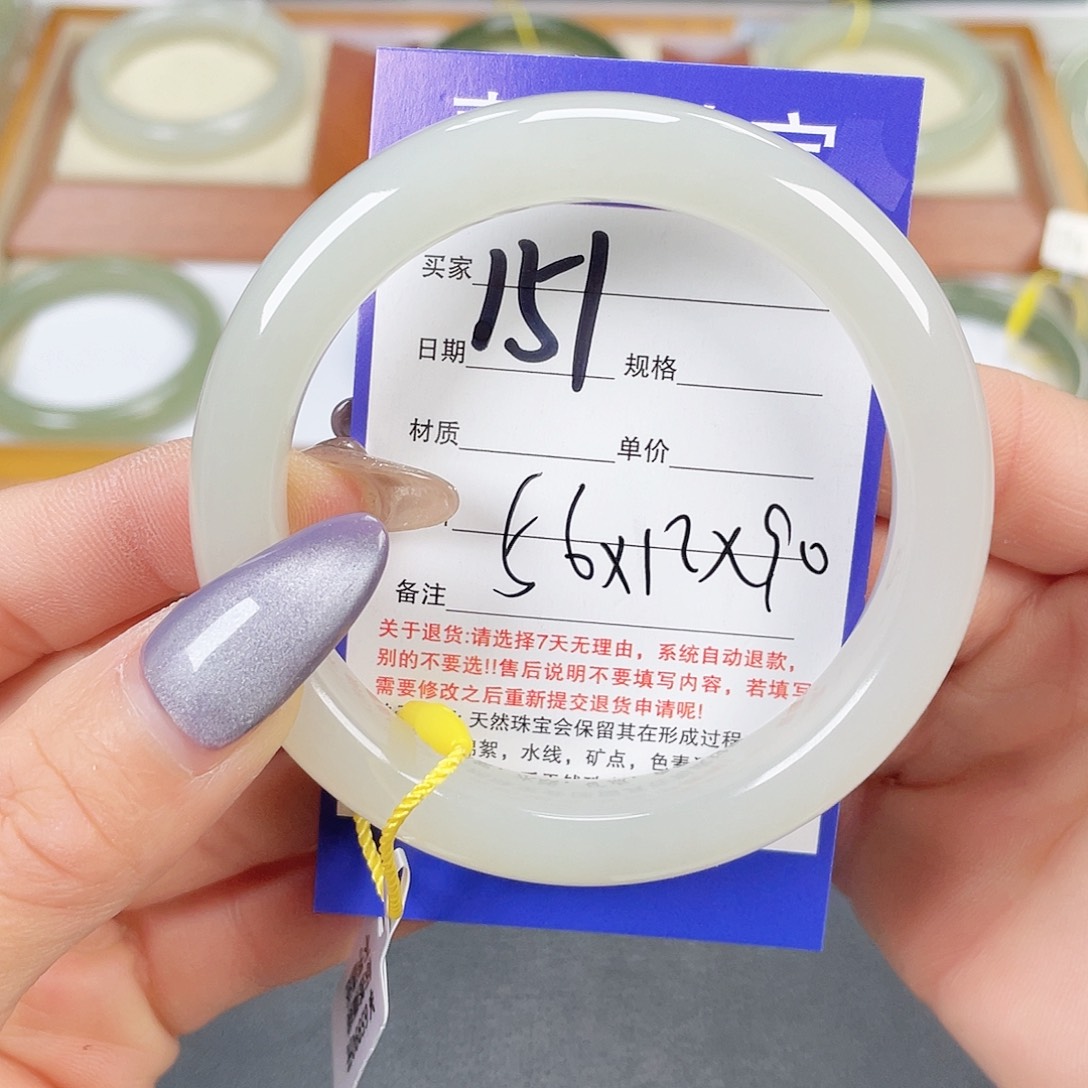 买家 151
日期 规格
材质 单价
56x12x90
备注
关于退货:请选择7天无理由，系统自动退款，
别的不要选!!售后说明不要填写内容，若填写
需要修改之后重新提交退货申请呢!
天然珠宝会保留其在形成过程
絮，水线，矿点，色素